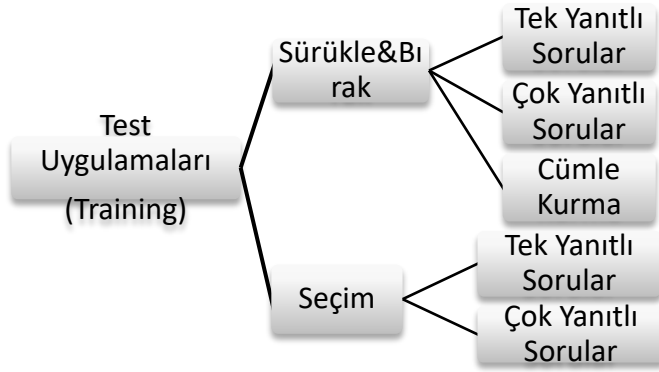 Test
Uygulamaları
(Training)
Sürükle&Bı
rak
Tek Yanıtlı
Sorular
Çok Yanıtlı
Sorular
Cümle
Kurma
Seçim
Tek Yanıtlı
Sorular
Çok Yanıtlı
Sorular